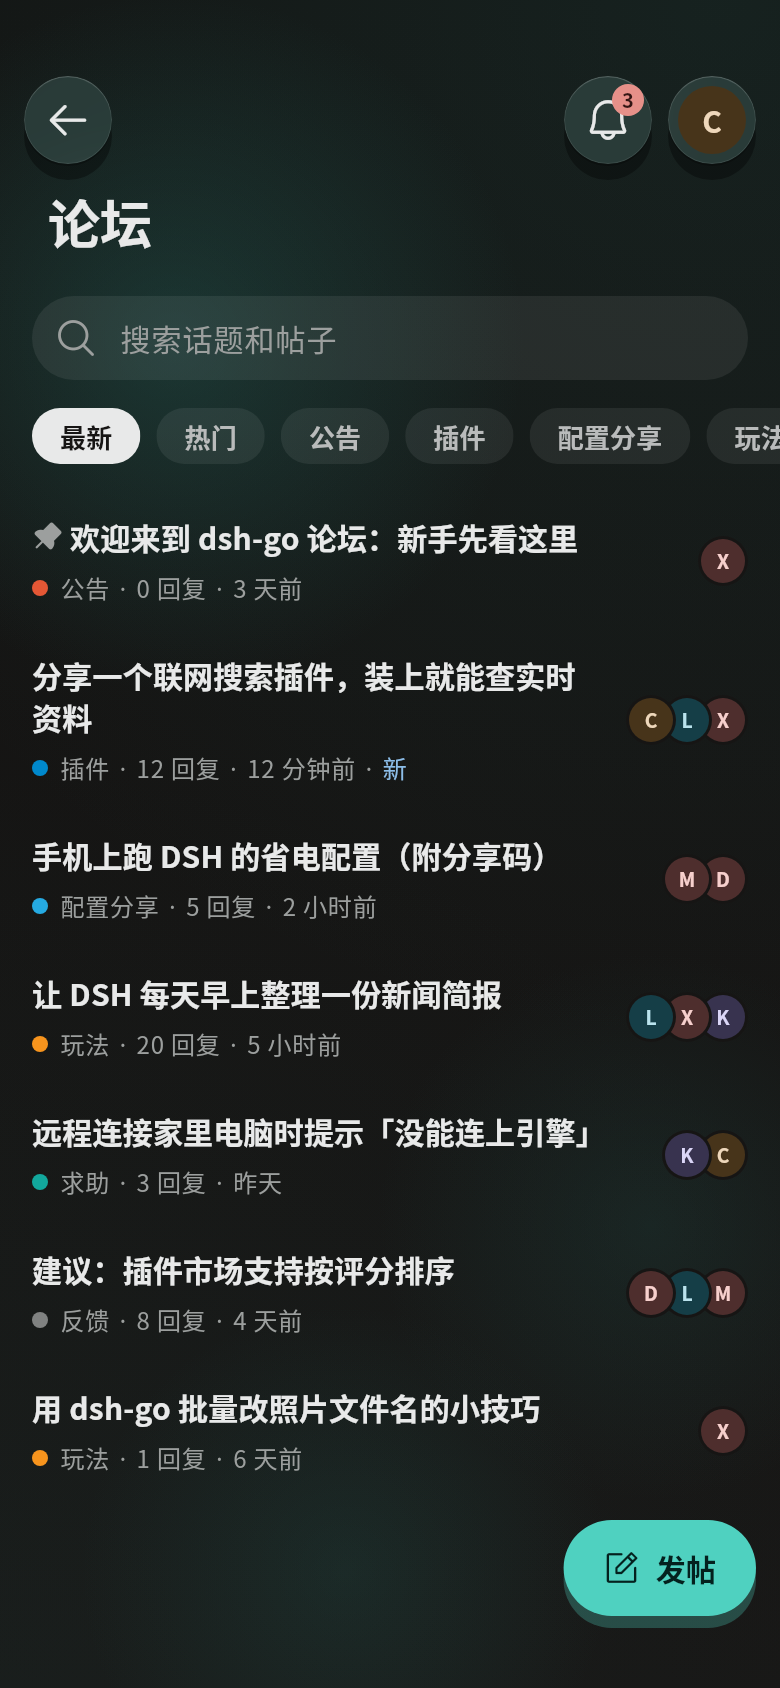 3
C
论坛
搜索话题和帖子
最新 热门 公告 插件 配置分享 玩法
欢迎来到 dsh-go 论坛：新手先看这里
公告 · 0 回复 · 3 天前
X
分享一个联网搜索插件，装上就能查实时
资料
插件 · 12 回复 · 12 分钟前 · 新
C L X
手机上跑 DSH 的省电配置（附分享码）
配置分享 · 5 回复 · 2 小时前
M D
让 DSH 每天早上整理一份新闻简报
玩法 · 20 回复 · 5 小时前
L X K
远程连接家里电脑时提示「没能连上引擎」
求助 · 3 回复 · 昨天
K C
建议：插件市场支持按评分排序
反馈 · 8 回复 · 4 天前
D L M
用 dsh-go 批量改照片文件名的小技巧
玩法 · 1 回复 · 6 天前
X
发帖